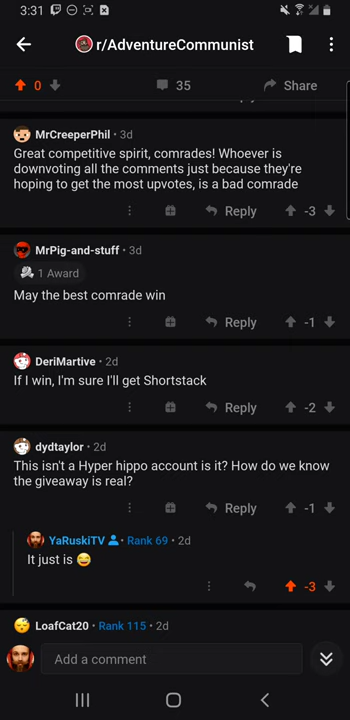 3:31
r/AdventureCommunist
0 35 Share
MrCreeperPhil • 3d
Great competitive spirit, comrades! Whoever is
downvoting all the comments just because they're
hoping to get the most upvotes, is a bad comrade
Reply -3
MrPig-and-stuff • 3d
1 Award
May the best comrade win
Reply -1
DeriMartive • 2d
If I win, I'm sure I'll get Shortstack
Reply -2
dydtaylor • 2d
This isn't a Hyper hippo account is it? How do we know
the giveaway is real?
Reply -1
YaRuskiTV • Rank 69 • 2d
It just is 😅
-3
LoafCat20 • Rank 115 • 2d
Add a comment